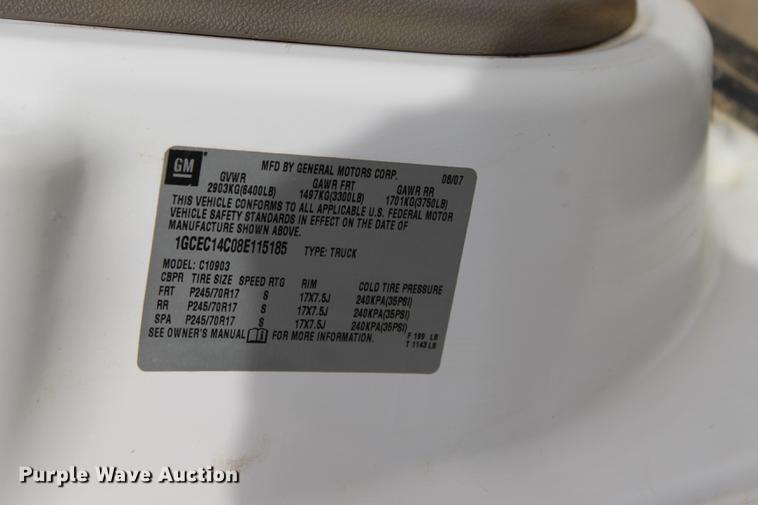 GM MFD BY GENERAL MOTORS CORP. 08/07
GVWR GAWR FRT GAWR RR
2903KG(6400LB) 1497KG(3300LB) 1701KG(3750LB)
THIS VEHICLE CONFORMS TO ALL APPLICABLE U.S. FEDERAL MOTOR
VEHICLE SAFETY STANDARDS IN EFFECT ON THE DATE OF
MANUFACTURE SHOWN ABOVE.
1GCEC14C08E115185 TYPE: TRUCK
MODEL: C10903
CBPR TIRE SIZE SPEED RTG RIM COLD TIRE PRESSURE
FRT P245/70R17 S 17X7.5J 240KPA(35PSI)
RR P245/70R17 S 17X7.5J 240KPA(35PSI)
SPA P245/70R17 S 17X7.5J 240KPA(35PSI)
SEE OWNER'S MANUAL FOR MORE INFORMATION. F 199 LB
T 1143 LB
Purple Wave Auction